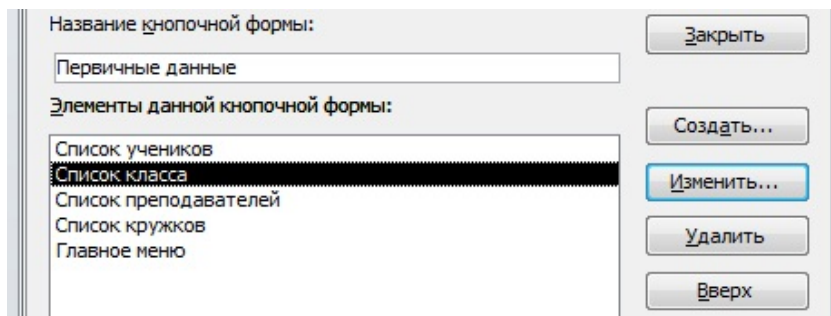 Название кнопочной формы:
Закрыть
Первичные данные
Элементы данной кнопочной формы:
Создать...
Список учеников
Список класса
Изменить...
Список преподавателей
Список кружков
Удалить
Главное меню
Вверх